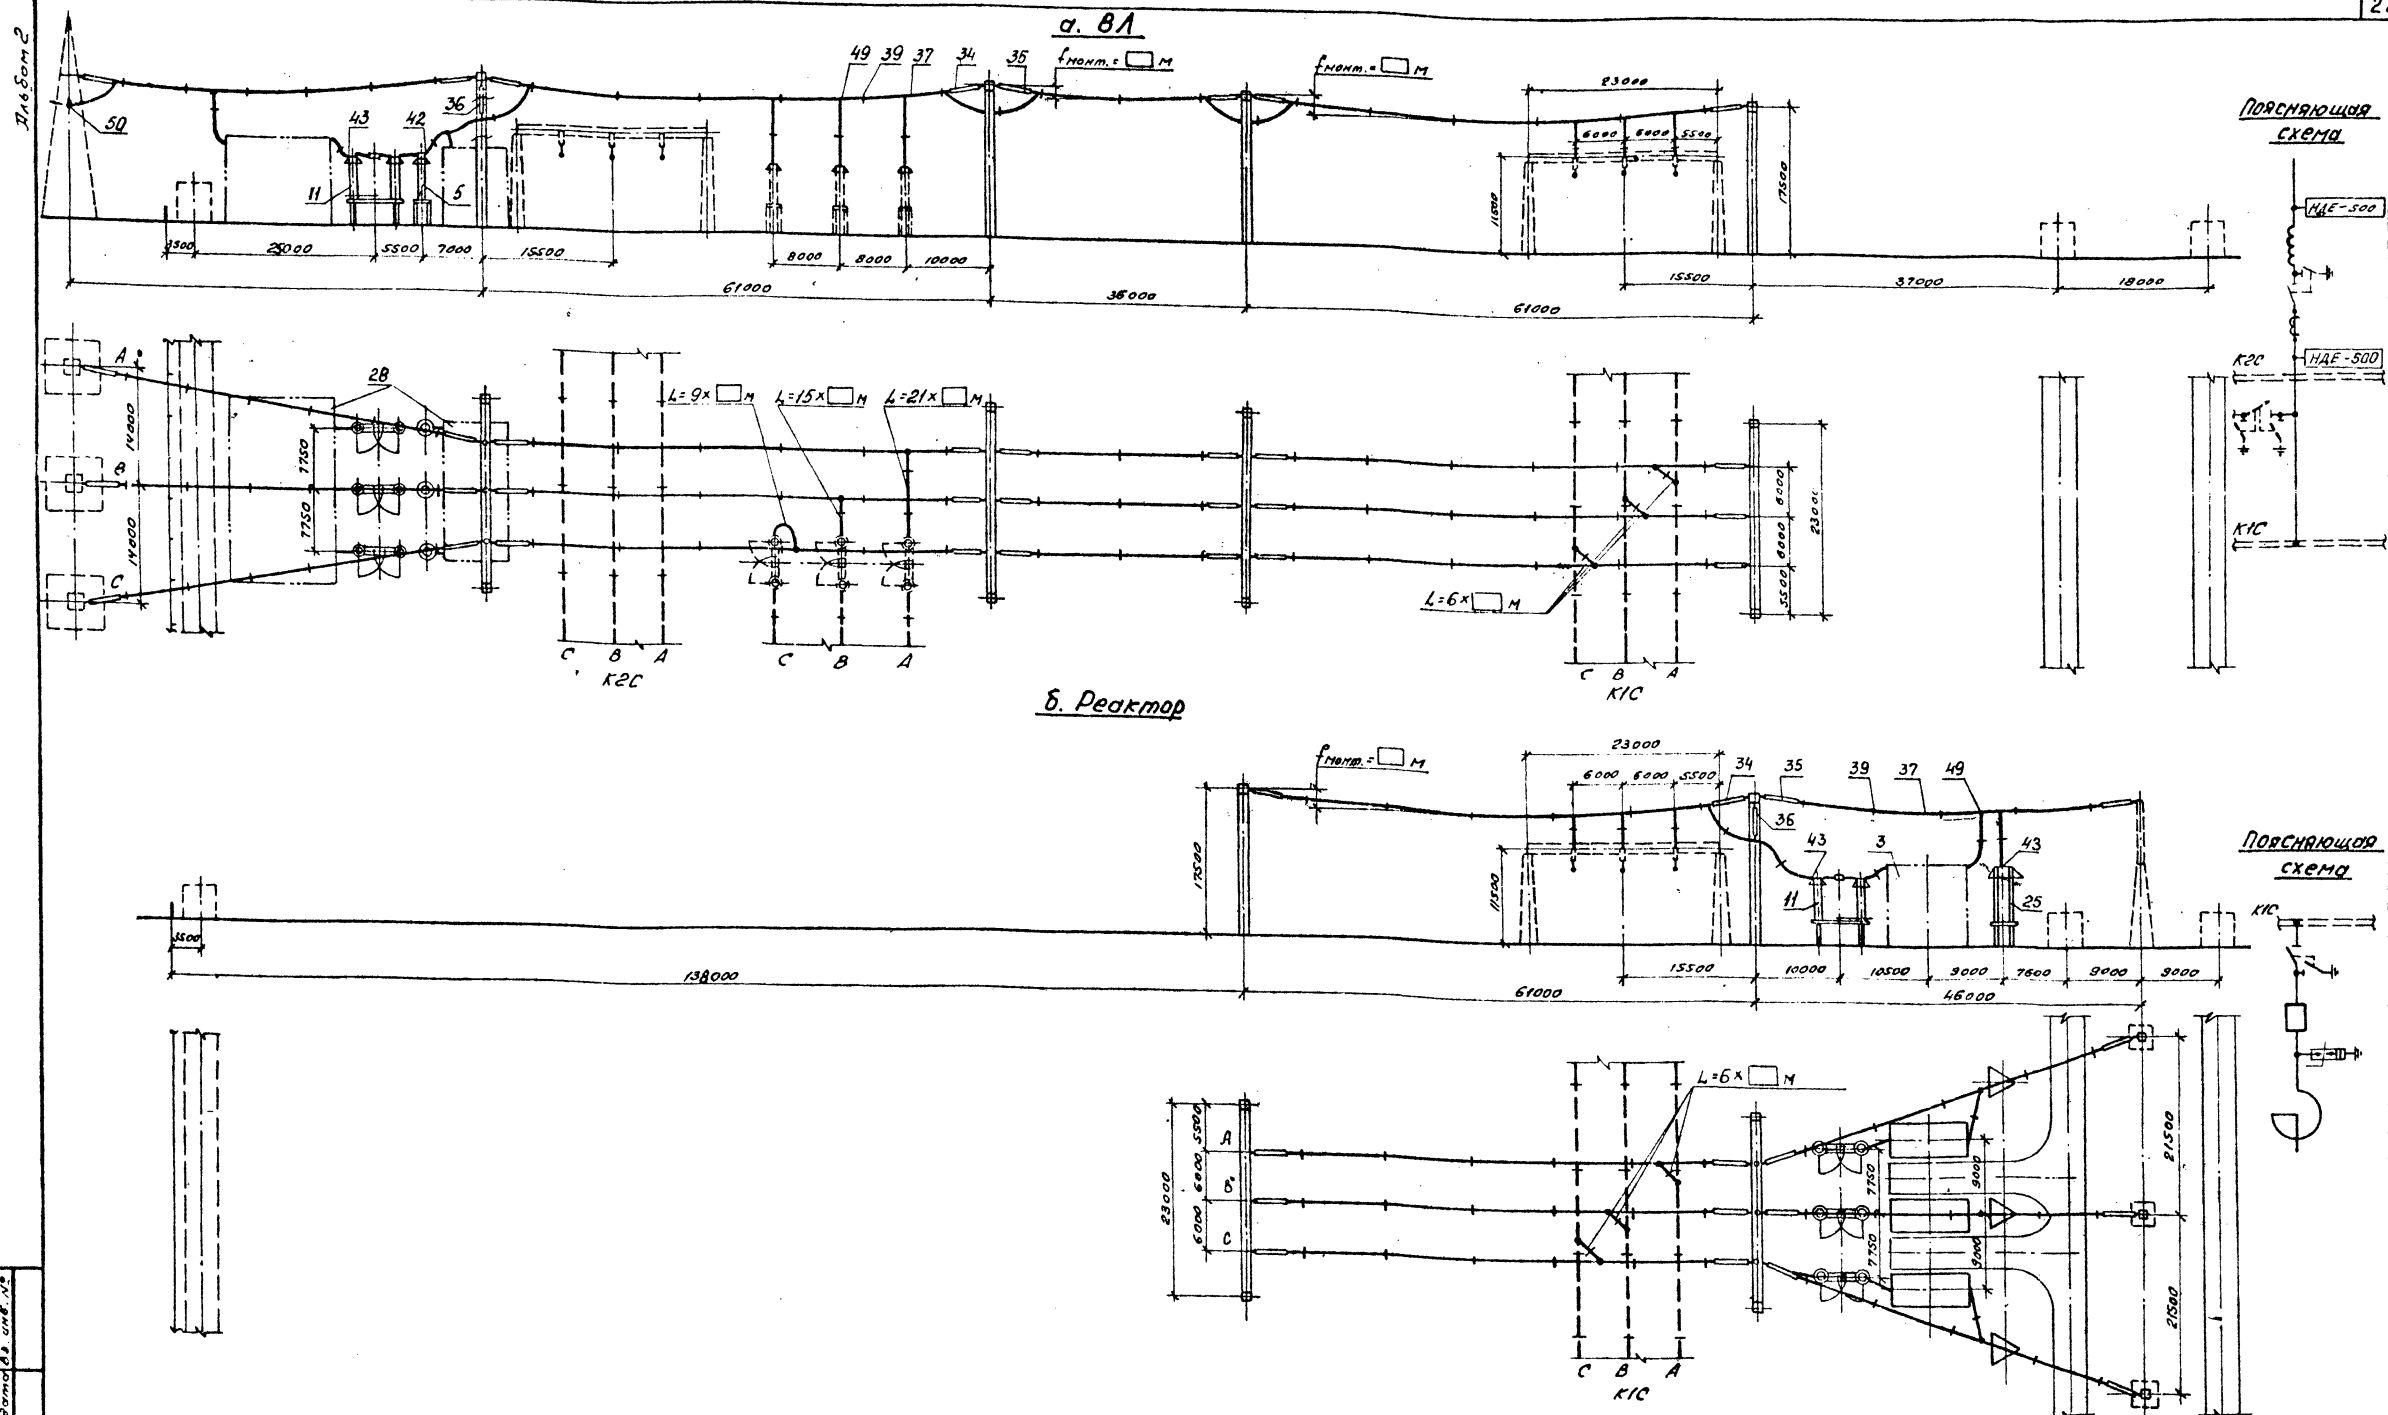 Альбом 2
а. ВЛ
49 39 37 34 35
fмонт.= м
fмонт.= м
23000
50
43
42
36
6000 6000 5500
11
5
11500
17500
3500 25000 5500 7000 15500 8000 8000 10000
15500 37000 18000
61000 36000 61000
Поясняющая
схема
НДЕ-500
НДЕ-500
К2С
К1С
А
В
С
14000
14000
28
7750
7750
L=9× м
L=15× м
L=21× м
L=6× м
6000
6000
5500
23000
С В А
К2С
С В А
С В А
К1С
б. Реактор
fмонт.= м
23000
6000 6000 5500
34 35 39 37 49
36
43
3
43
11
25
17500
11500
3500
138000
15500 10000 10500 9000 7600 9000 9000
61000 46000
Поясняющая
схема
К1С
L=6× м
23000
5500
6000
6000
А
В
С
7750
7750
9000
9000
21500
21500
С В А
К1С